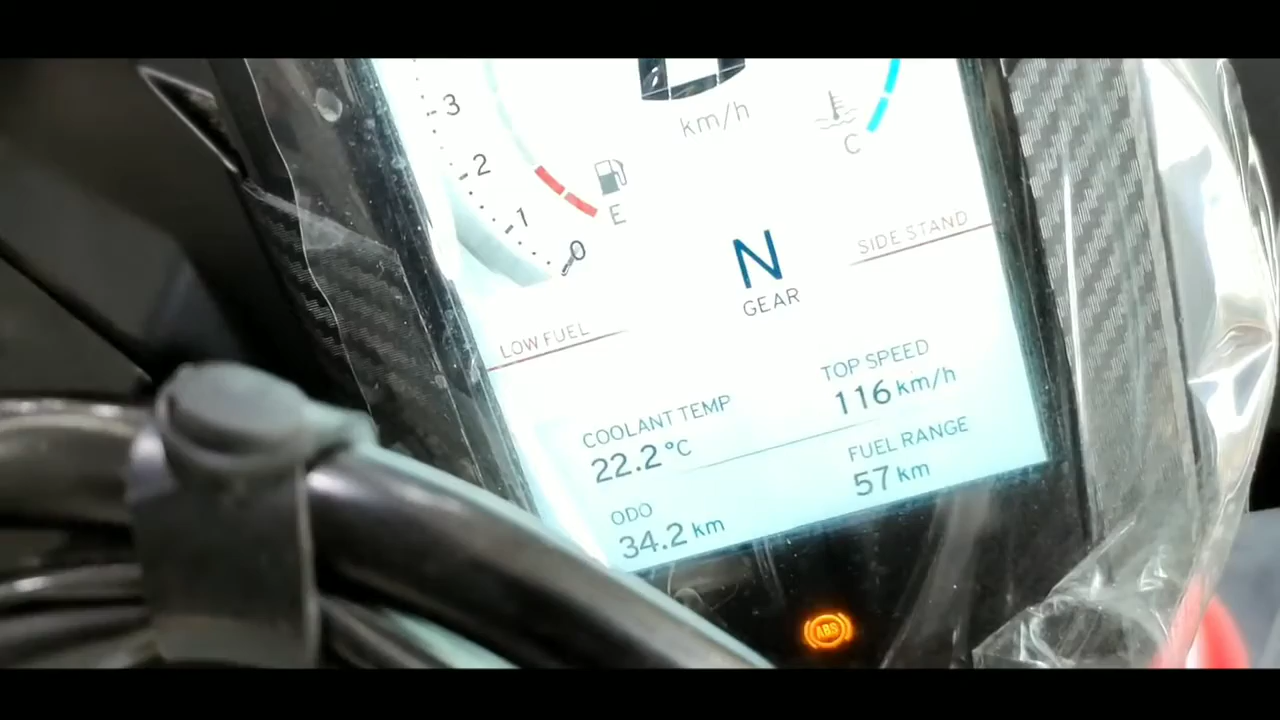 3
km/h
2
C
E
1
SIDE STAND
0
N
GEAR
LOW FUEL
TOP SPEED
116 km/h
COOLANT TEMP
22.2 °C
FUEL RANGE
57 km
ODO
34.2 km
ABS